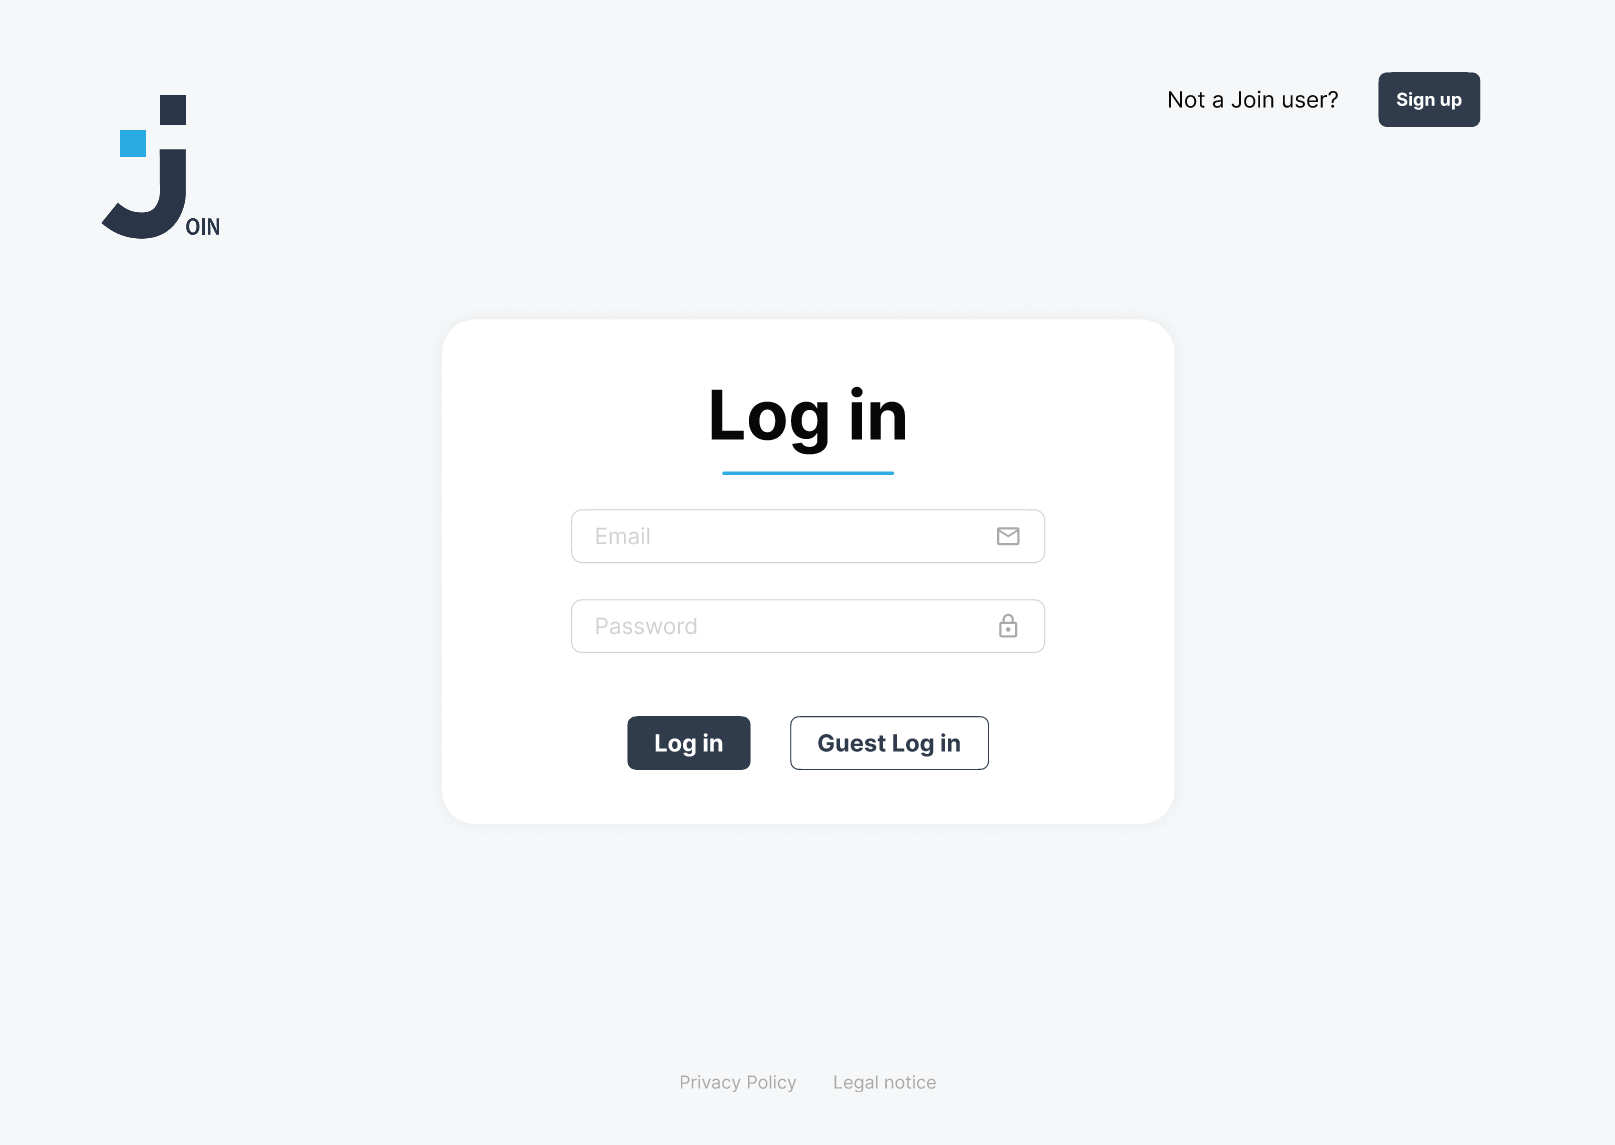 JOIN
Not a Join user?
Sign up
Log in
Email
Password
Log in
Guest Log in
Privacy Policy
Legal notice